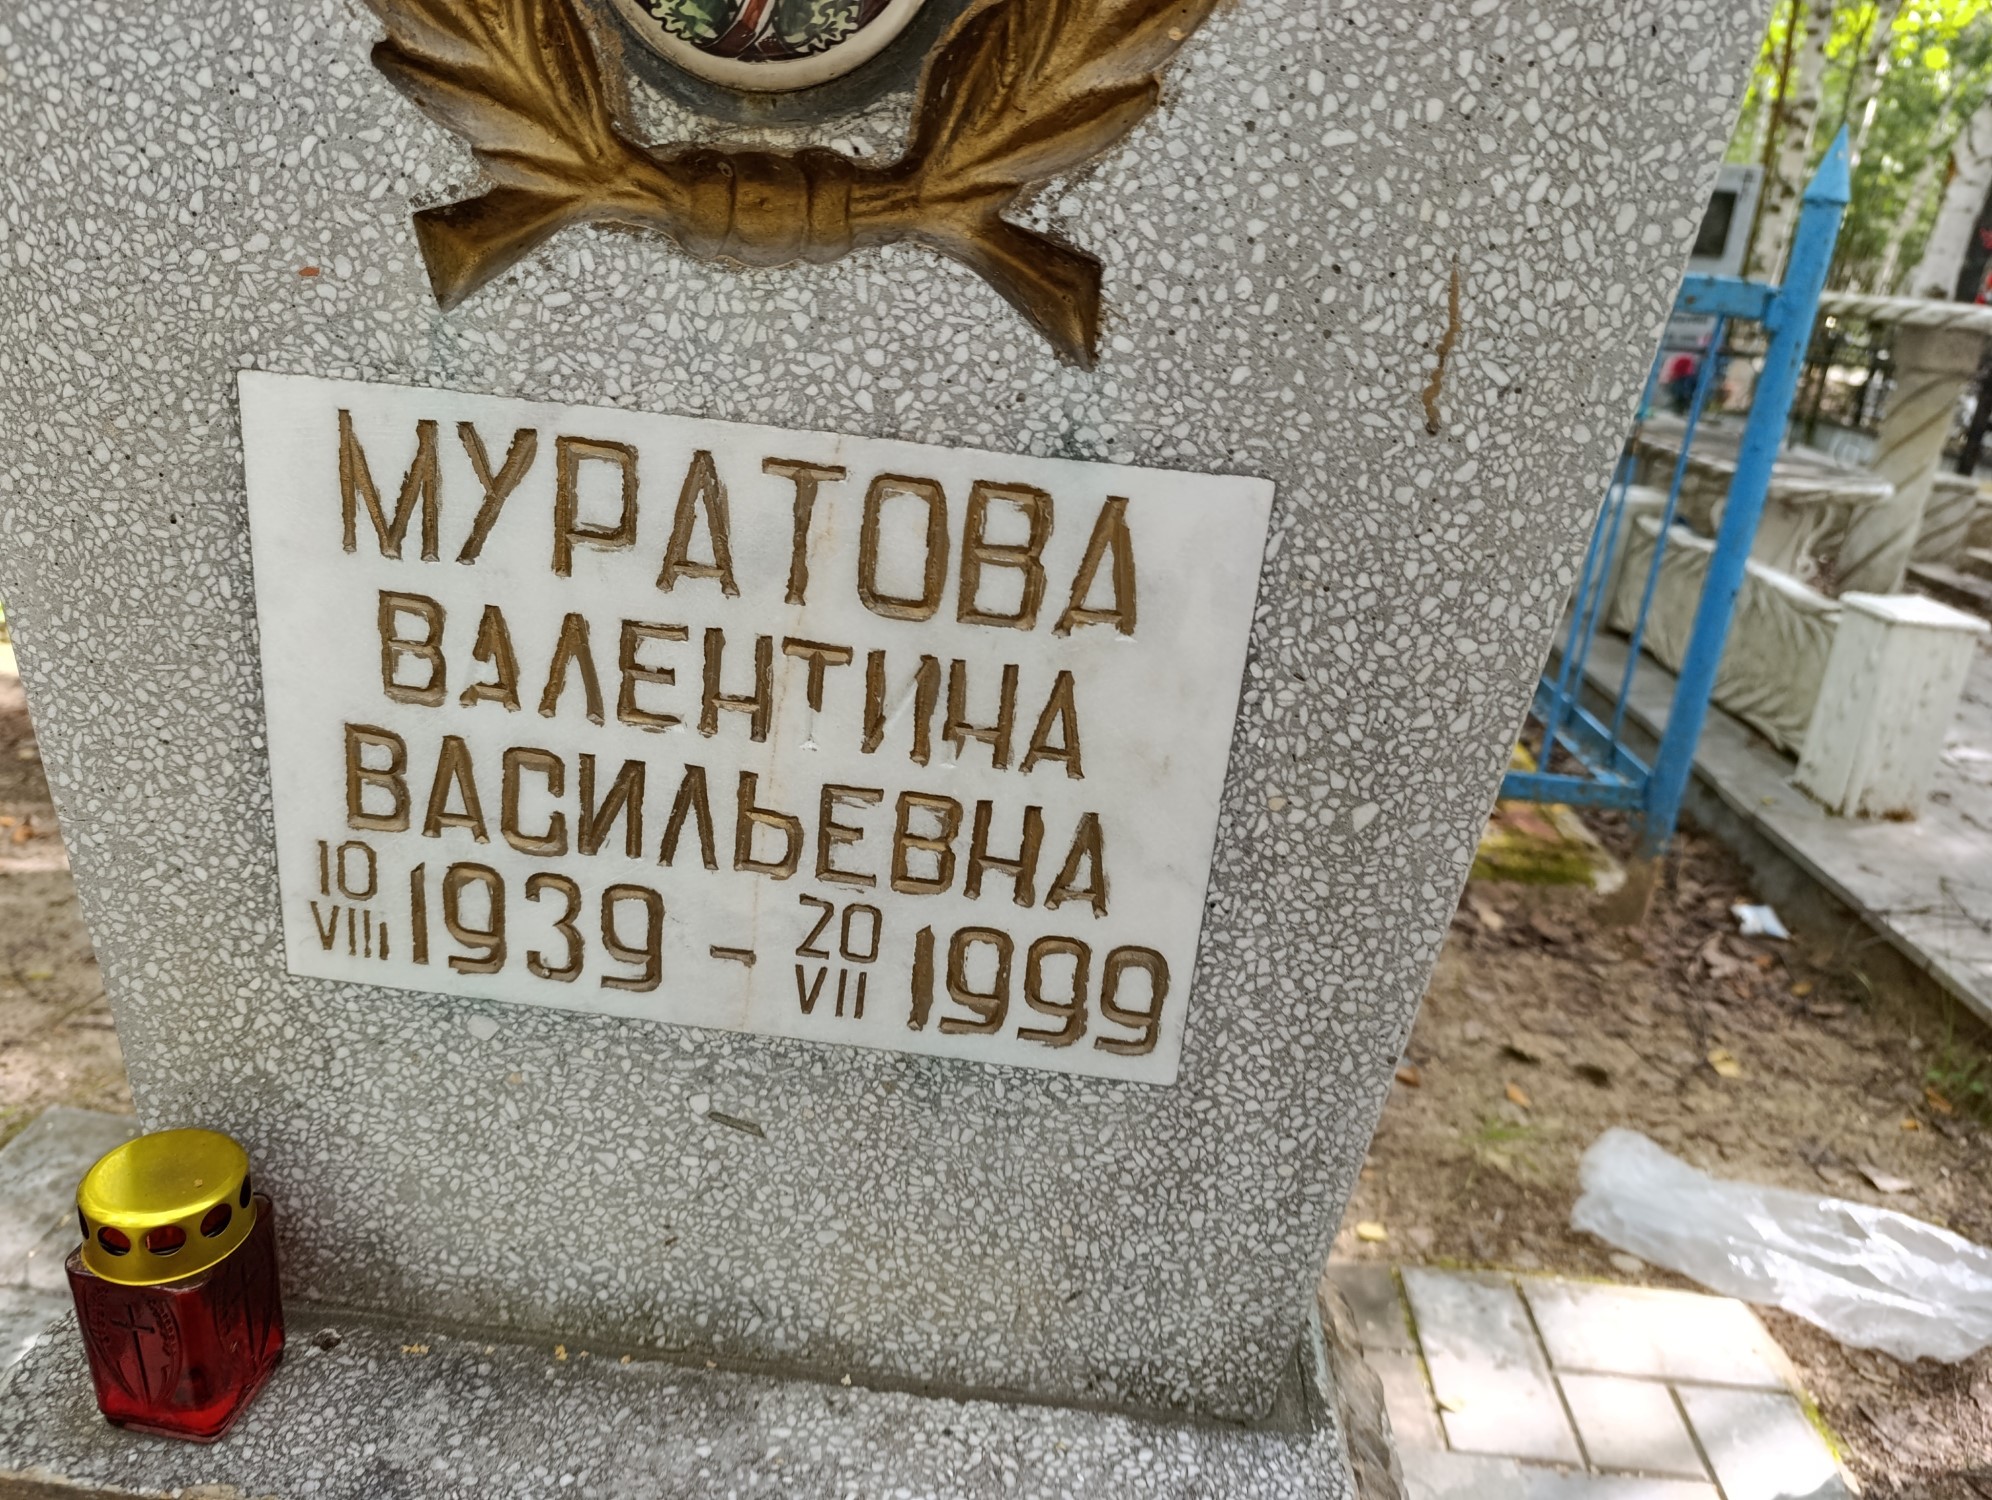 МУРАТОВА
ВАЛЕНТИНА
ВАСИЛЬЕВНА
10 VIII 1939 - 20 VII 1999